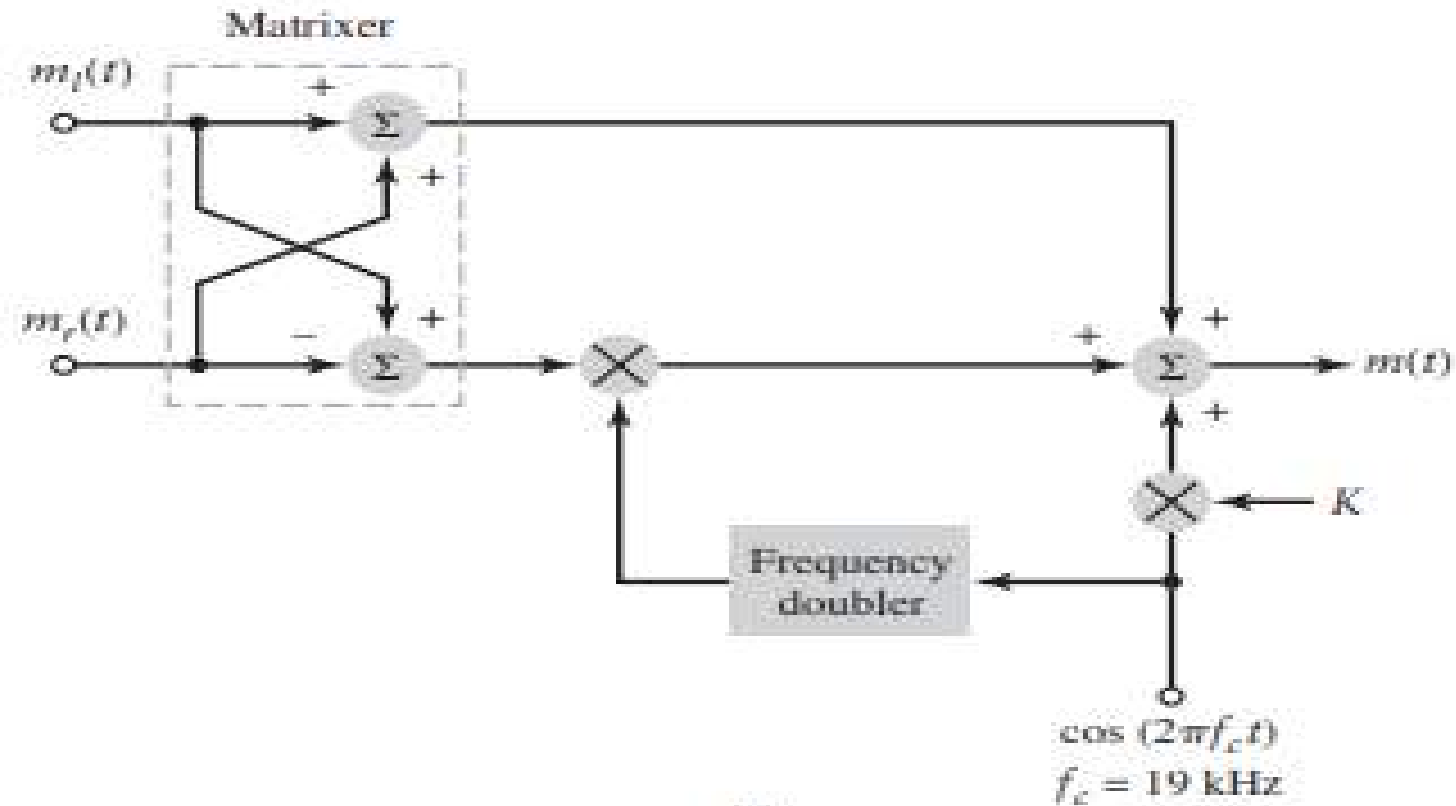 Matrixer
m_l(t)
+
Σ
+
m_r(t)
−
+
Σ
+
+
Σ
m(t)
+
K
Frequency
doubler
cos (2πf_c t)
f_c = 19 kHz